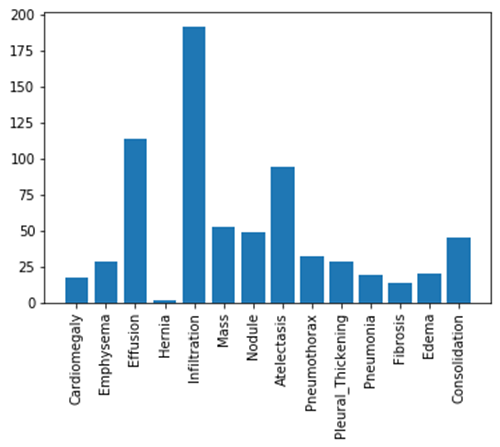 200
175
150
125
100
75
50
25
0
Cardiomegaly
Emphysema
Effusion
Hernia
Infiltration
Mass
Nodule
Atelectasis
Pneumothorax
Pleural_Thickening
Pneumonia
Fibrosis
Edema
Consolidation